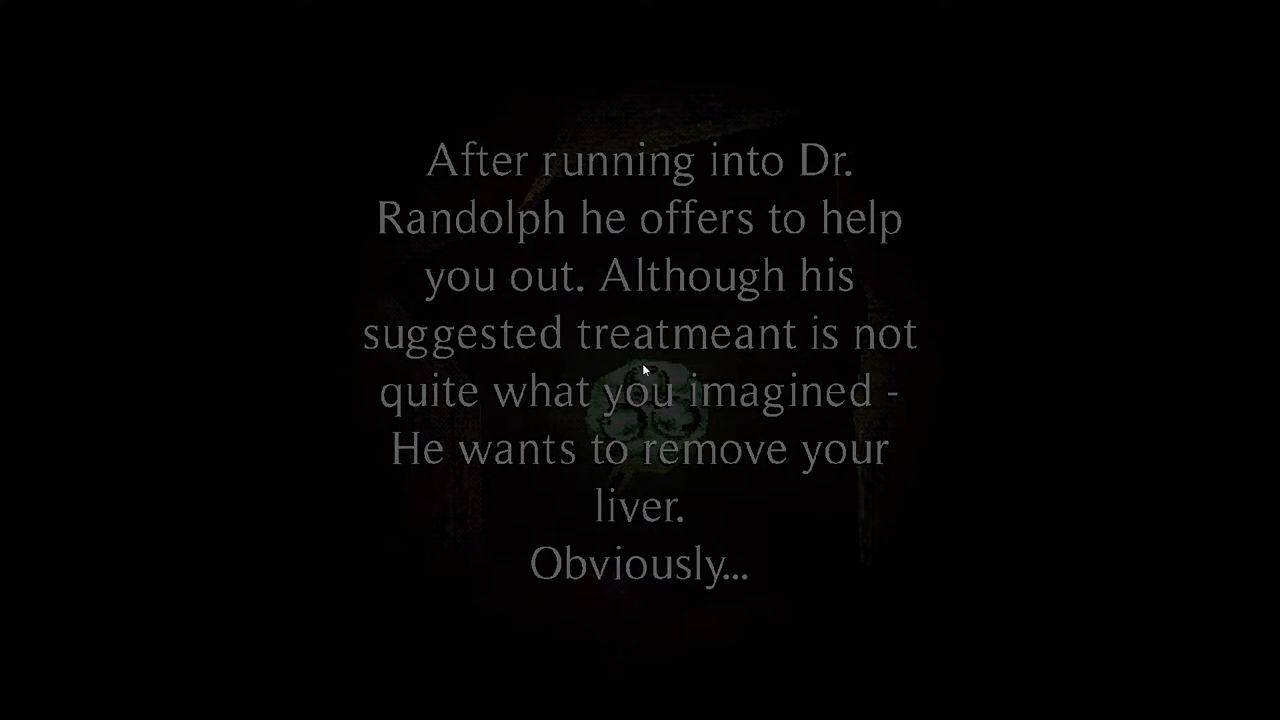 After running into Dr.
Randolph he offers to help
you out. Although his
suggested treatmeant is not
quite what you imagined -
He wants to remove your
liver.
Obviously...